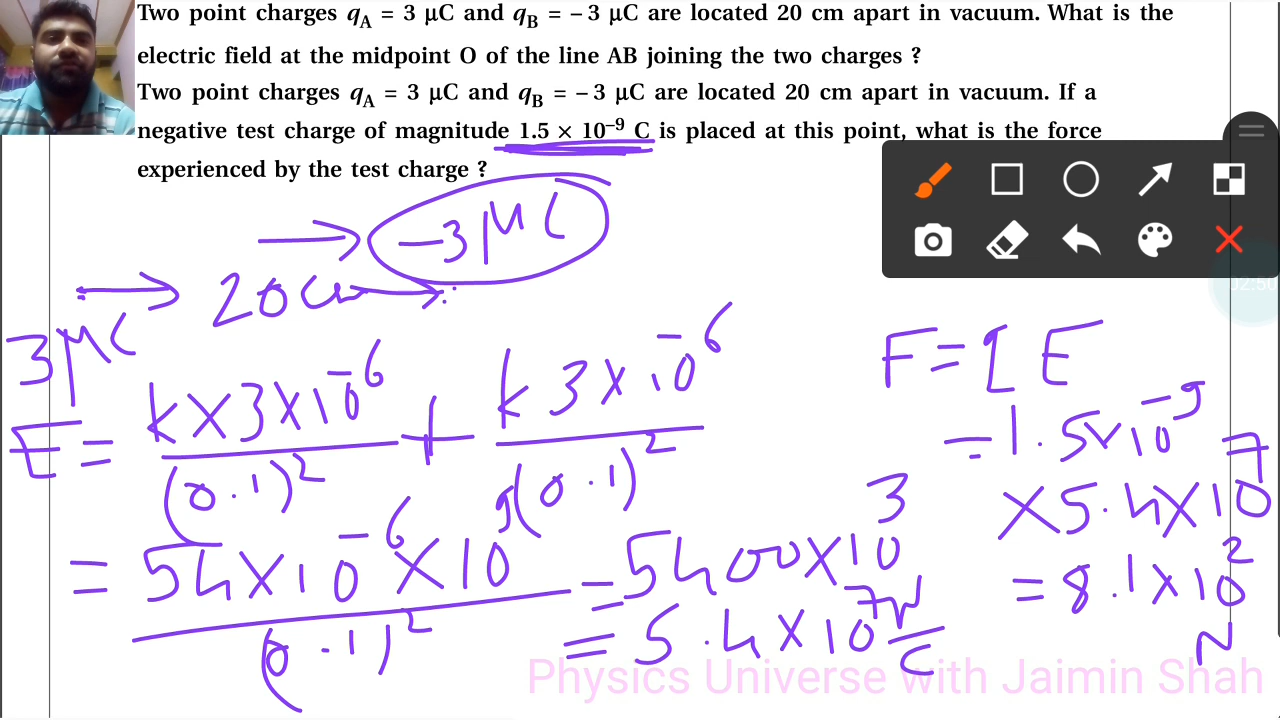 Two point charges qA = 3 μC and qB = – 3 μC are located 20 cm apart in vacuum. What is the
electric field at the midpoint O of the line AB joining the two charges ?
Two point charges qA = 3 μC and qB = – 3 μC are located 20 cm apart in vacuum. If a
negative test charge of magnitude 1.5 × 10–9 C is placed at this point, what is the force
experienced by the test charge ?
-3 μC
20 cm
3 μC
02:50
E = k×3×10-6 / (0.1)2 + k 3×10-6 / (0.1)2
= 54×10-6×109 / (0.1)2 = 5400×103
= 5.4×107 N/C
F = q E
= 1.5×10-9
×5.4×107
= 8.1×102
N
Physics Universe with Jaimin Shah